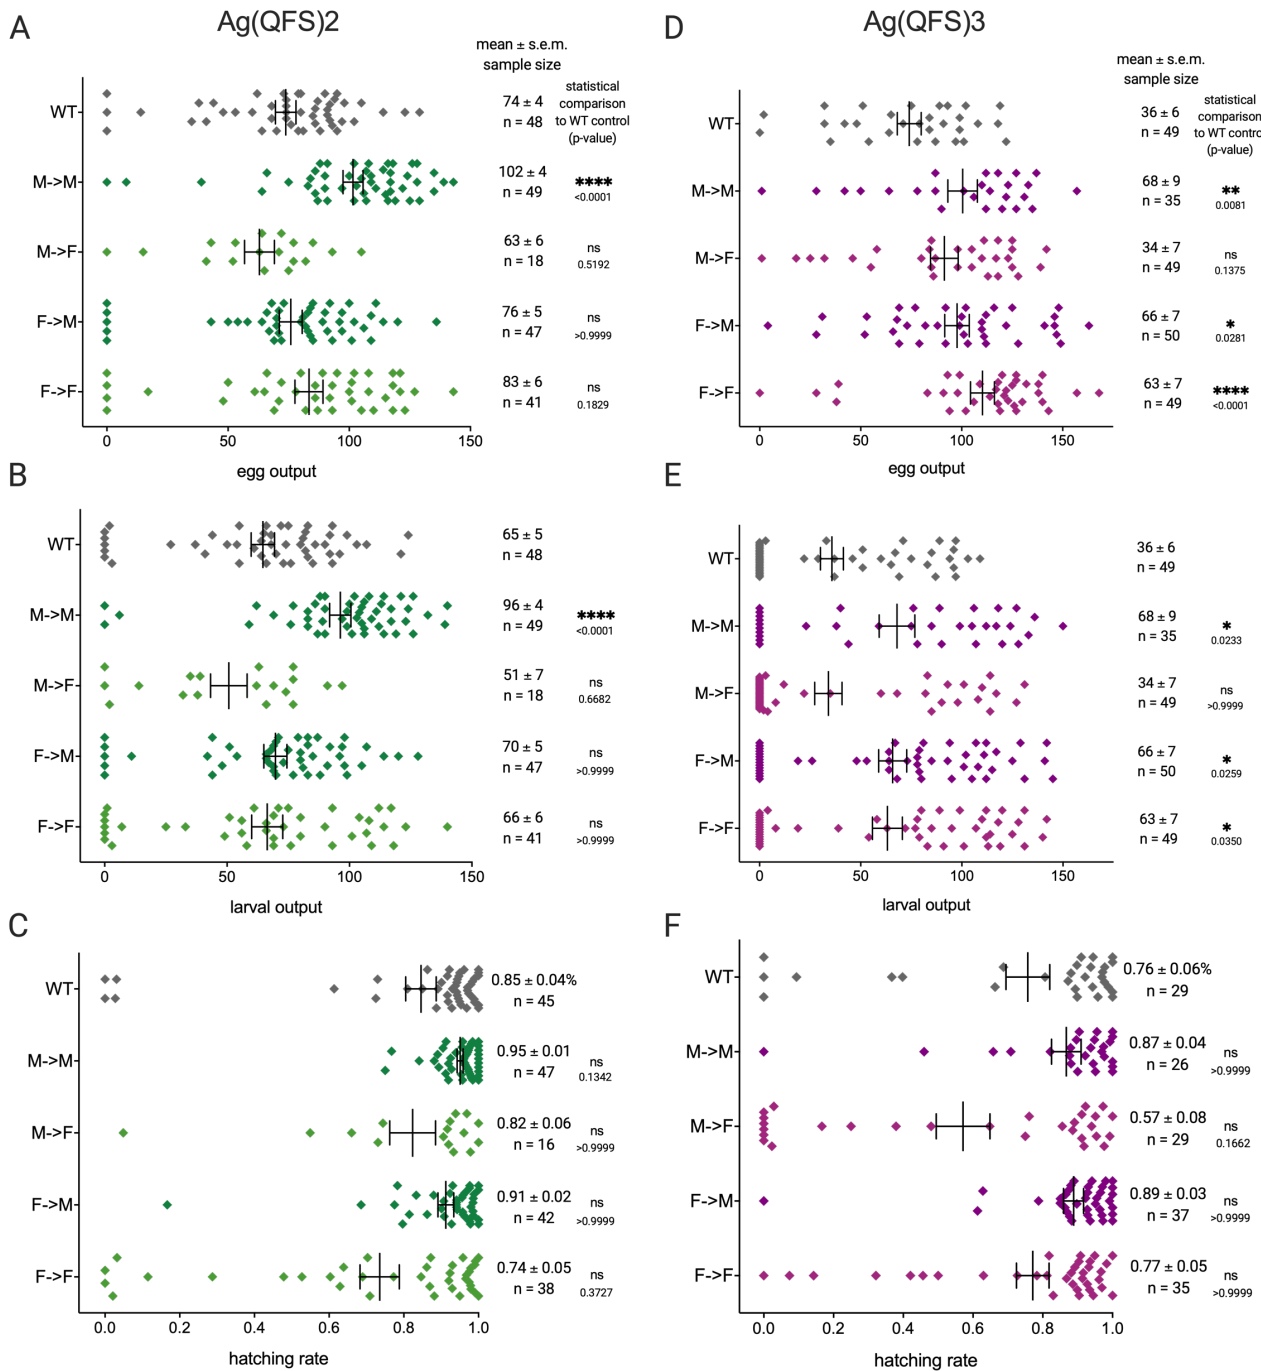 A
Ag(QFS)2
mean ± s.e.m.
sample size
statistical
comparison
to WT control
(p-value)
WT
74 ± 4
n = 48
M->M
102 ± 4
n = 49
****
<0.0001
M->F
63 ± 6
n = 18
ns
0.5192
F->M
76 ± 5
n = 47
ns
>0.9999
F->F
83 ± 6
n = 41
ns
0.1829
0 50 100 150
egg output
B
WT
65 ± 5
n = 48
M->M
96 ± 4
n = 49
****
<0.0001
M->F
51 ± 7
n = 18
ns
0.6682
F->M
70 ± 5
n = 47
ns
>0.9999
F->F
66 ± 6
n = 41
ns
>0.9999
0 50 100 150
larval output
C
WT
0.85 ± 0.04%
n = 45
M->M
0.95 ± 0.01
n = 47
ns
0.1342
M->F
0.82 ± 0.06
n = 16
ns
>0.9999
F->M
0.91 ± 0.02
n = 42
ns
>0.9999
F->F
0.74 ± 0.05
n = 38
ns
0.3727
0.0 0.2 0.4 0.6 0.8 1.0
hatching rate
D
Ag(QFS)3
mean ± s.e.m.
sample size
statistical
comparison
to WT control
(p-value)
WT
36 ± 6
n = 49
M->M
68 ± 9
n = 35
**
0.0081
M->F
34 ± 7
n = 49
ns
0.1375
F->M
66 ± 7
n = 50
*
0.0281
F->F
63 ± 7
n = 49
****
<0.0001
0 50 100 150
egg output
E
WT
36 ± 6
n = 49
M->M
68 ± 9
n = 35
*
0.0233
M->F
34 ± 7
n = 49
ns
>0.9999
F->M
66 ± 7
n = 50
*
0.0259
F->F
63 ± 7
n = 49
*
0.0350
0 50 100 150
larval output
F
WT
0.76 ± 0.06%
n = 29
M->M
0.87 ± 0.04
n = 26
ns
>0.9999
M->F
0.57 ± 0.08
n = 29
ns
0.1662
F->M
0.89 ± 0.03
n = 37
ns
>0.9999
F->F
0.77 ± 0.05
n = 35
ns
>0.9999
0.0 0.2 0.4 0.6 0.8 1.0
hatching rate